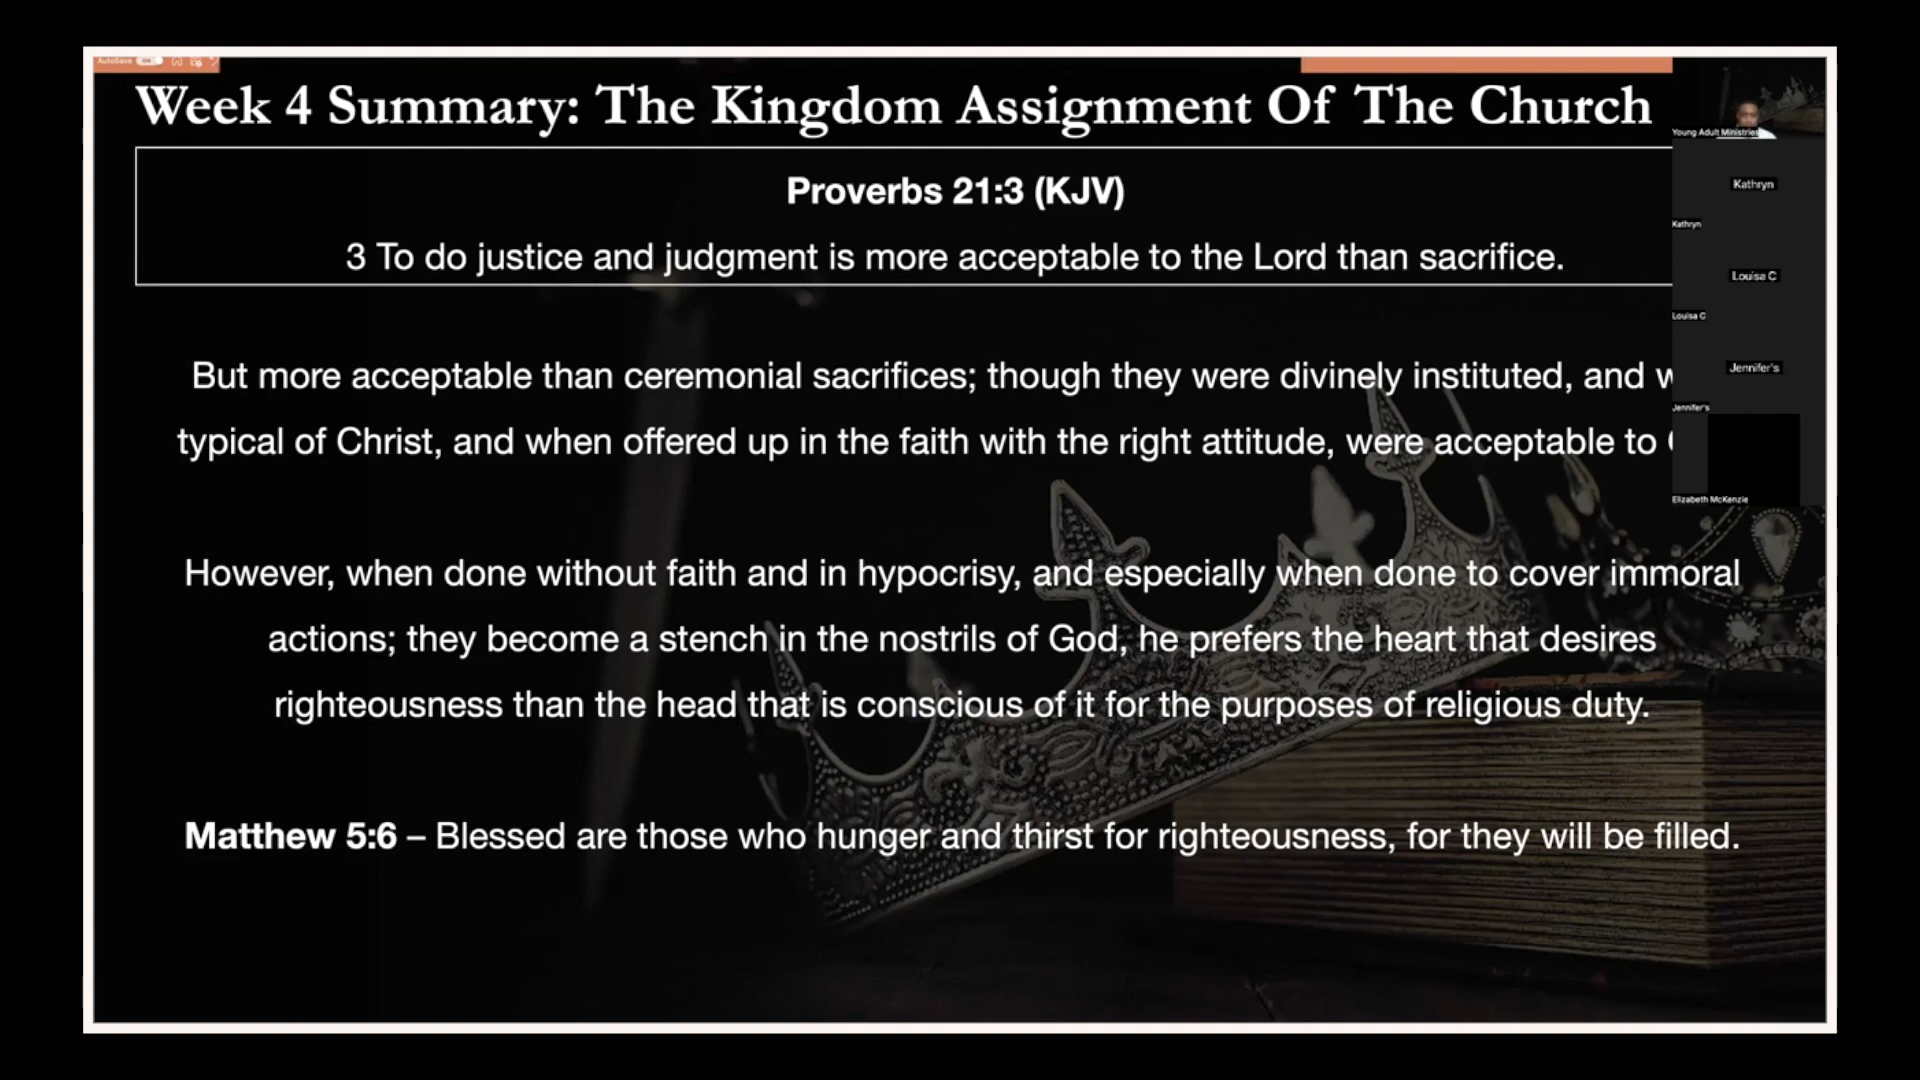 AutoSave ON
Week 4 Summary: The Kingdom Assignment Of The Church
Proverbs 21:3 (KJV)
3 To do justice and judgment is more acceptable to the Lord than sacrifice.
But more acceptable than ceremonial sacrifices; though they were divinely instituted, and
typical of Christ, and when offered up in the faith with the right attitude, were acceptable to
However, when done without faith and in hypocrisy, and especially when done to cover immoral
actions; they become a stench in the nostrils of God, he prefers the heart that desires
righteousness than the head that is conscious of it for the purposes of religious duty.
Matthew 5:6 – Blessed are those who hunger and thirst for righteousness, for they will be filled.
Young Adult Ministries
Kathryn
Kathryn
Louisa C
Louisa C
Jennifer's
Jennifer's
Elizabeth McKenzie